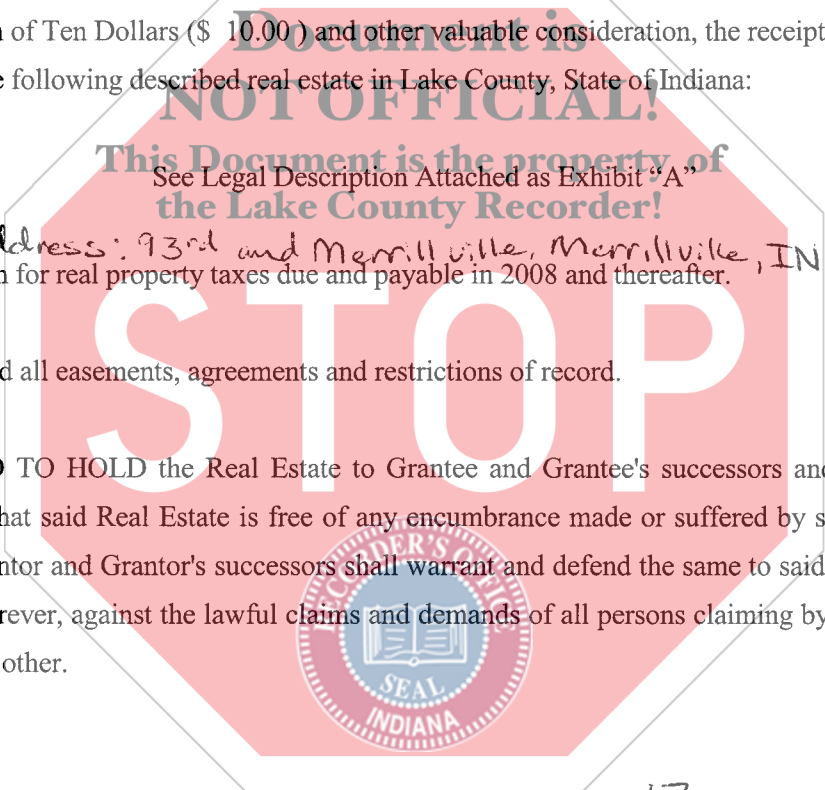 of Ten Dollars ($ 10.00 ) and other valuable consideration, the receipt
Document is
following described real estate in Lake County, State of Indiana:
NOT OFFICIAL!
This Document is the property of
See Legal Description Attached as Exhibit “A”
the Lake County Recorder!
ddress: 93rd and Merrillville, Merrillville, IN
for real property taxes due and payable in 2008 and thereafter.
STOP
all easements, agreements and restrictions of record.
TO HOLD the Real Estate to Grantee and Grantee's successors and
hat said Real Estate is free of any encumbrance made or suffered by s
ntor and Grantor's successors shall warrant and defend the same to said
rever, against the lawful claims and demands of all persons claiming by
other.
RECORDER'S OFFICE
SEAL
INDIANA